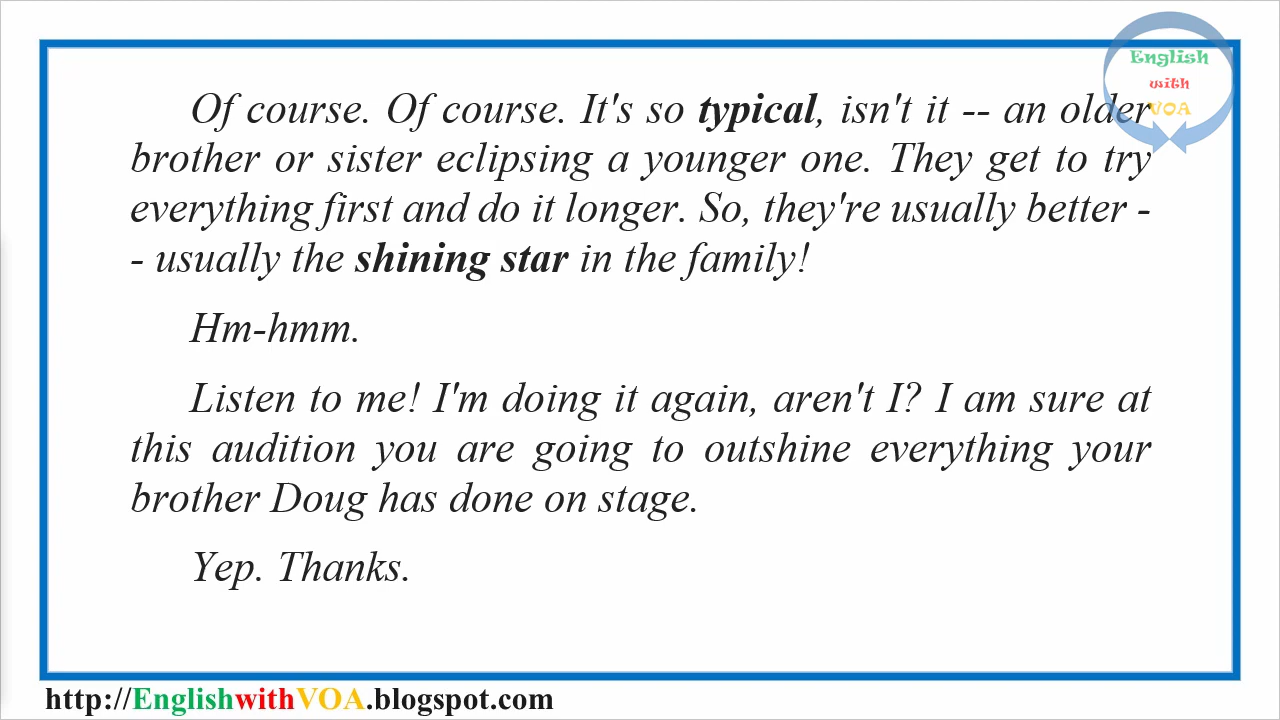 English
with
VOA
Of course. Of course. It's so typical, isn't it -- an older
brother or sister eclipsing a younger one. They get to try
everything first and do it longer. So, they're usually better -
- usually the shining star in the family!
Hm-hmm.
Listen to me! I'm doing it again, aren't I? I am sure at
this audition you are going to outshine everything your
brother Doug has done on stage.
Yep. Thanks.
http://EnglishwithVOA.blogspot.com